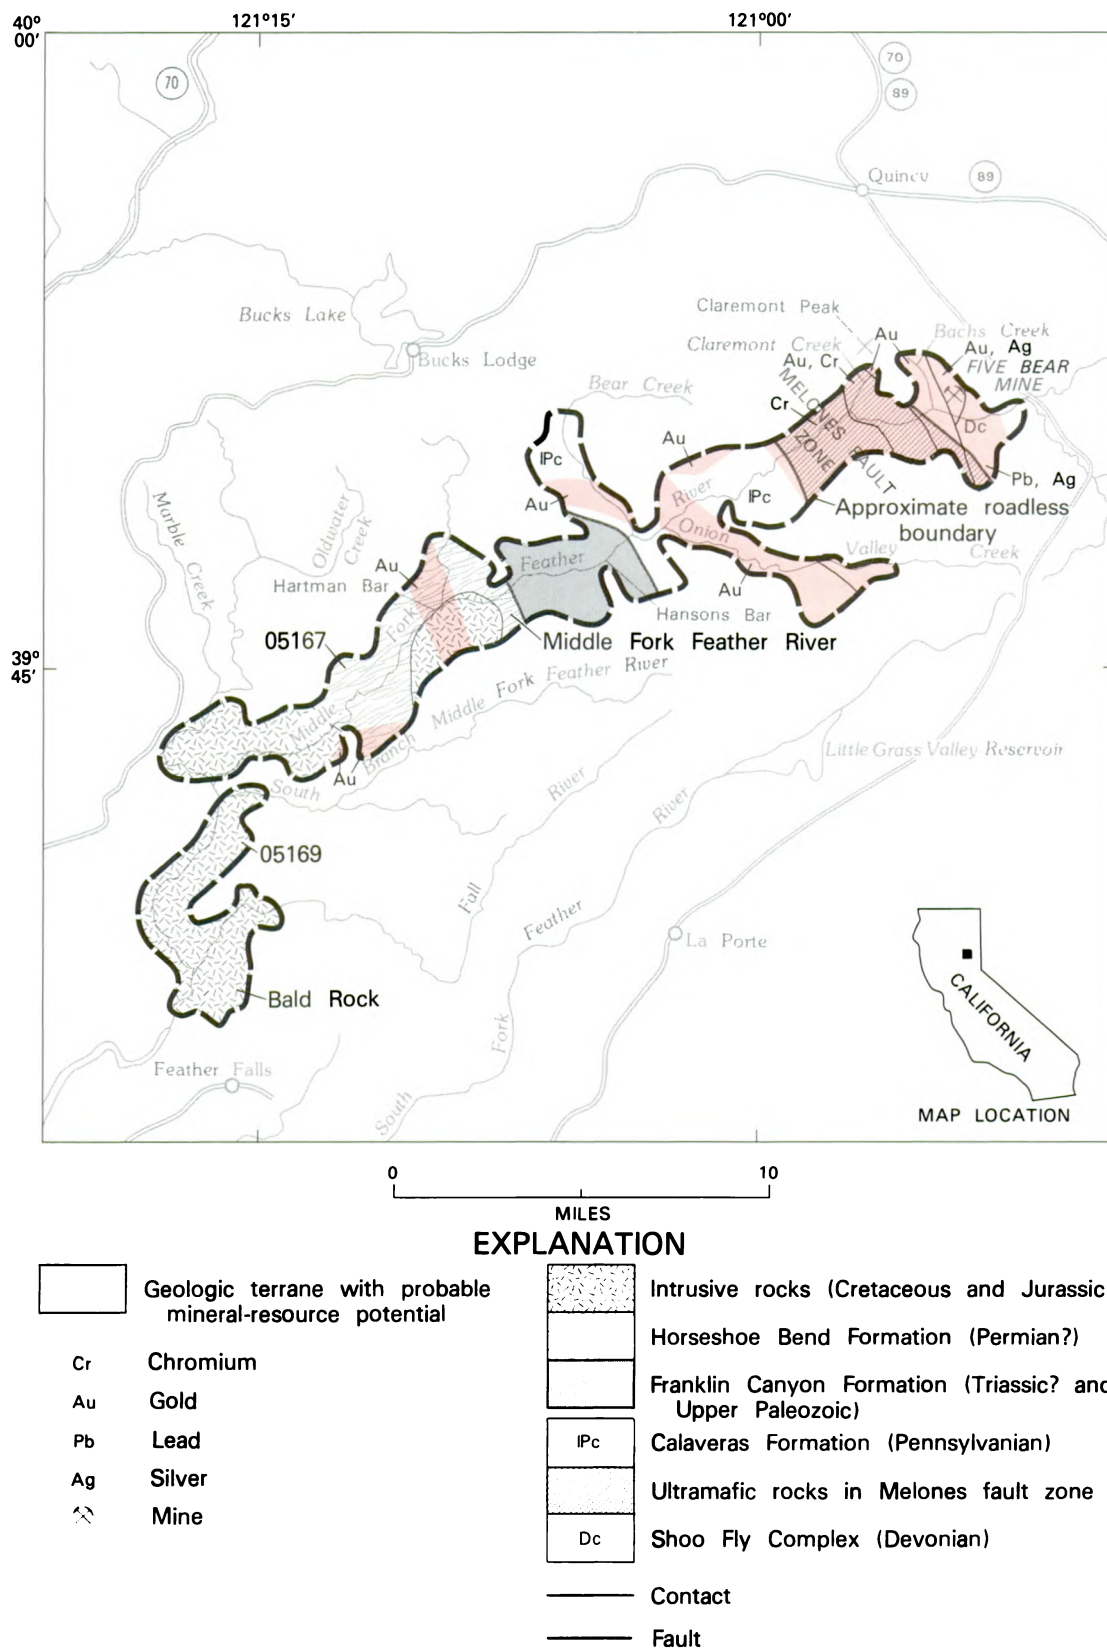 40°
00'
121°15'
121°00'
70
70
89
Quincy
89
Bucks Lake
Bucks Lodge
Claremont Peak
Claremont Creek
Au
Bachs Creek
Au, Cr
Au, Ag
FIVE BEAR
MINE
Bear Creek
Cr
MELONES FAULT
ZONE
Dc
Au
IPc
Pb, Ag
IPc
River
Au
Approximate roadless
boundary
Marble Creek
Oldwater
Creek
Onion
Valley
Creek
Feather
Au
Hartman Bar
Au
Hansons Bar
Fork
05167
Middle Fork Feather River
39°
45'
Middle
South Branch Middle Fork Feather River
Au
Little Grass Valley Reservoir
River
River
05169
Fall
Feather
La Porte
Bald Rock
CALIFORNIA
Fork
Feather Falls
South
MAP LOCATION
0
10
MILES
EXPLANATION
Geologic terrane with probable
mineral-resource potential
Cr Chromium
Au Gold
Pb Lead
Ag Silver
Mine
Intrusive rocks (Cretaceous and Jurassic
Horseshoe Bend Formation (Permian?)
Franklin Canyon Formation (Triassic? and
Upper Paleozoic)
IPc Calaveras Formation (Pennsylvanian)
Ultramafic rocks in Melones fault zone
Dc Shoo Fly Complex (Devonian)
Contact
Fault